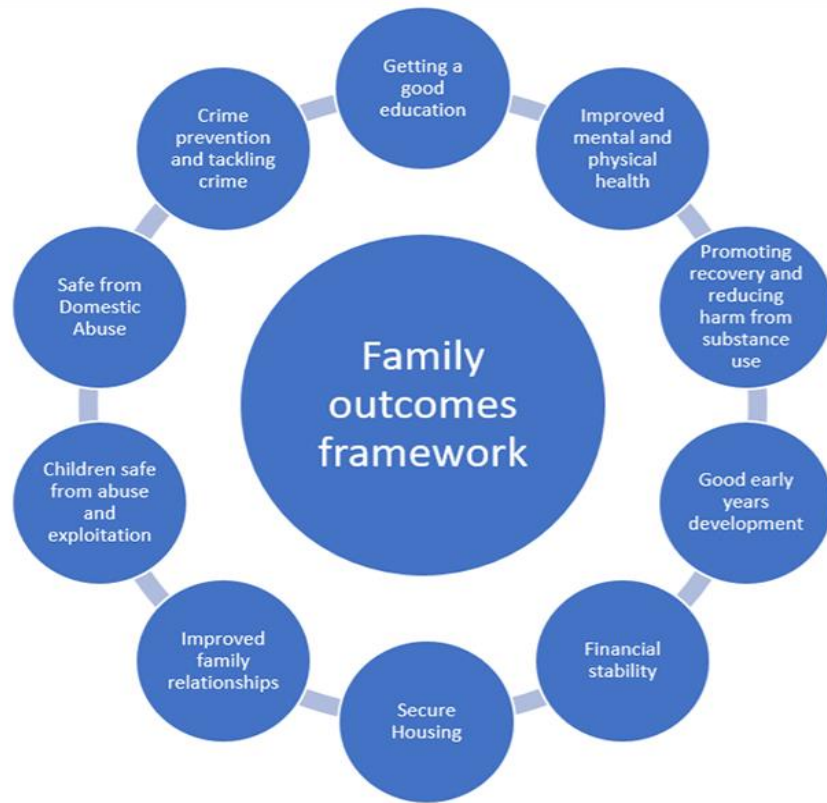 Getting a
good
education
Improved
mental and
physical
health
Promoting
recovery and
reducing
harm from
substance
use
Good early
years
development
Financial
stability
Secure
Housing
Improved
family
relationships
Children safe
from abuse
and
exploitation
Safe from
Domestic
Abuse
Crime
prevention
and tackling
crime
Family
outcomes
framework